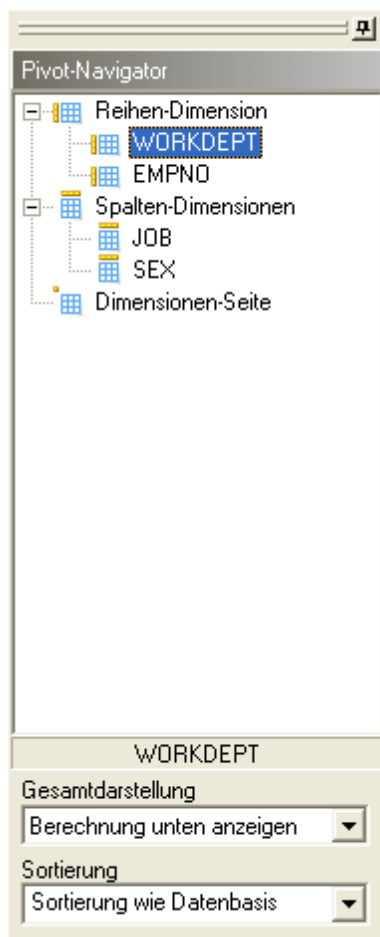 Pivot-Navigator
Reihen-Dimension
WORKDEPT
EMPNO
Spalten-Dimensionen
JOB
SEX
Dimensionen-Seite
WORKDEPT
Gesamtdarstellung
Berechnung unten anzeigen
Sortierung
Sortierung wie Datenbasis